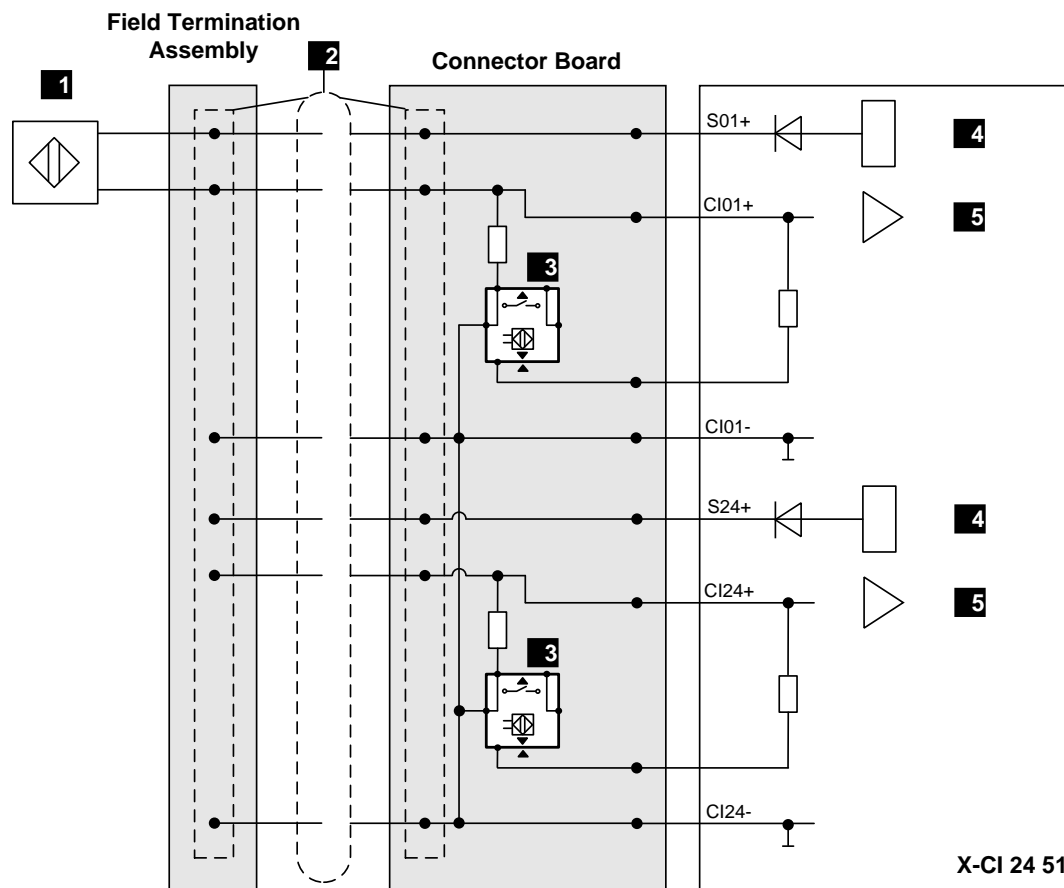 Field Termination
Assembly
2
Connector Board
1
S01+
4
CI01+
5
3
CI01-
S24+
4
CI24+
5
3
CI24-
X-CI 24 51